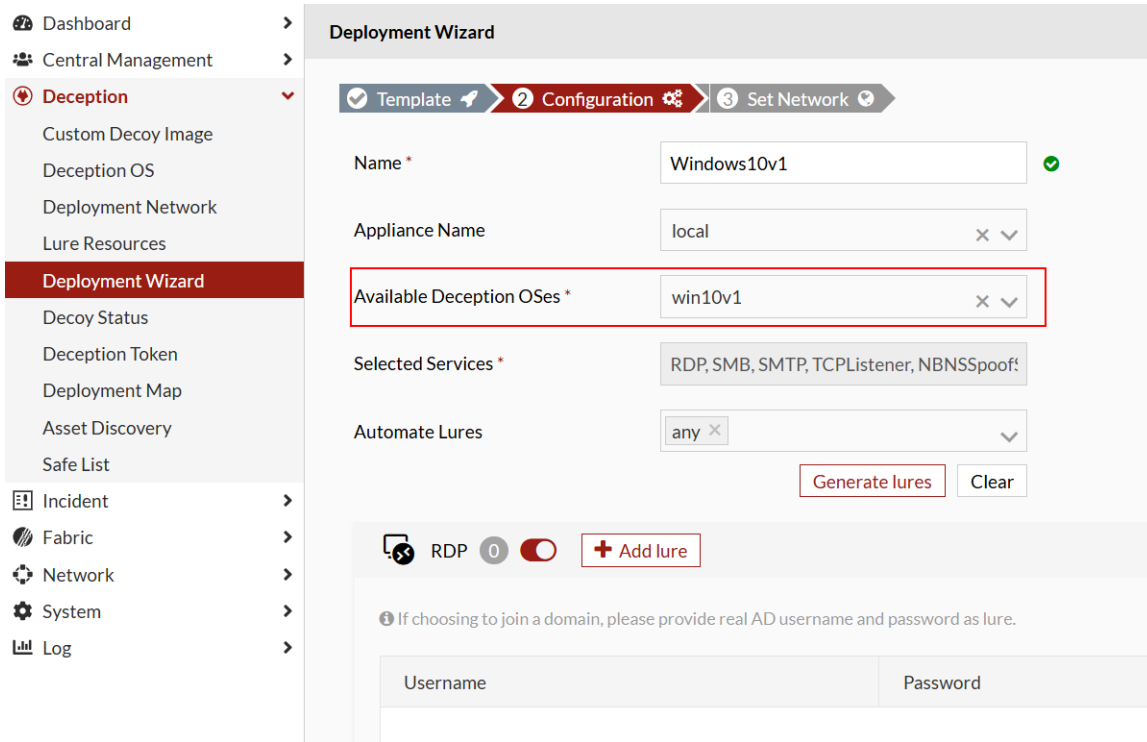 Dashboard
Central Management
Deception
Custom Decoy Image
Deception OS
Deployment Network
Lure Resources
Deployment Wizard
Decoy Status
Deception Token
Deployment Map
Asset Discovery
Safe List
Incident
Fabric
Network
System
Log
Deployment Wizard
Template 2 Configuration 3 Set Network
Name * Windows10v1
Appliance Name local
Available Deception OSes * win10v1
Selected Services * RDP, SMB, SMTP, TCPListener, NBNSSpoof
Automate Lures any
Generate lures Clear
RDP 0 Add lure
If choosing to join a domain, please provide real AD username and password as lure.
Username Password